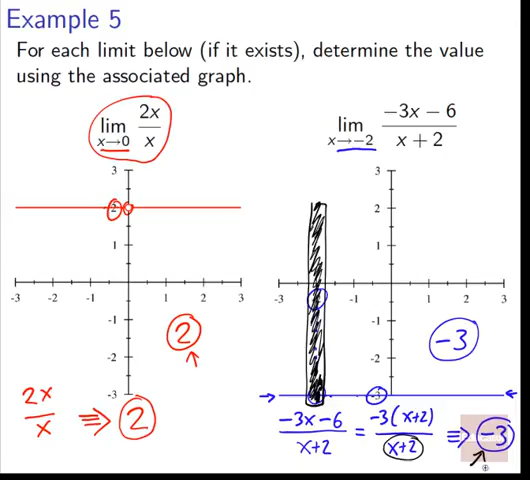 Example 5
For each limit below (if it exists), determine the value
using the associated graph.
lim x→0 2x/x
lim x→−2 −3x − 6/x + 2
3
2
1
-3 -2 -1 1 2 3
-1
-2
-3
2
3
2
1
-3 -1 1 2 3
-1
-2
-3
-3
2x/x ⇒ 2
-3x-6/x+2 = -3(x+2)/(x+2) ⇒ -3